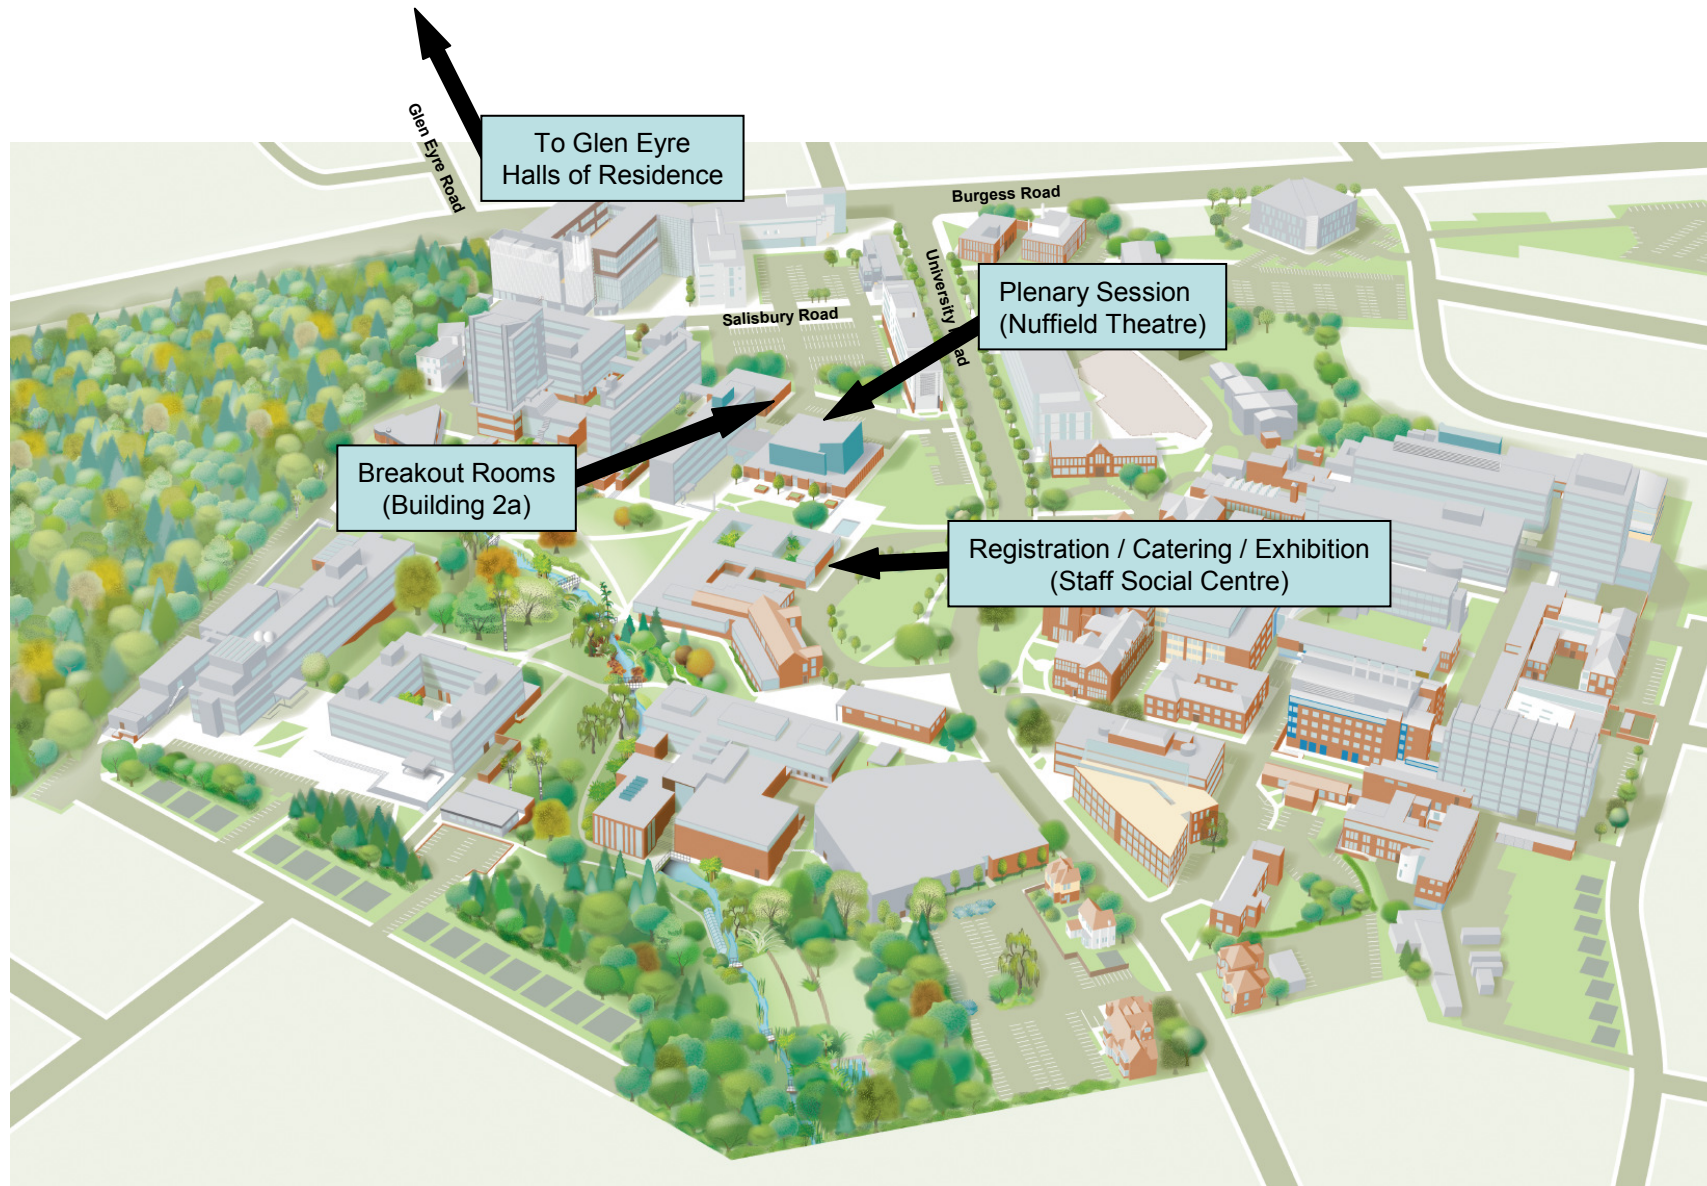 Glen Eyre Road
To Glen Eyre
Halls of Residence
Burgess Road
University
ad
Plenary Session
(Nuffield Theatre)
Salisbury Road
Breakout Rooms
(Building 2a)
Registration / Catering / Exhibition
(Staff Social Centre)